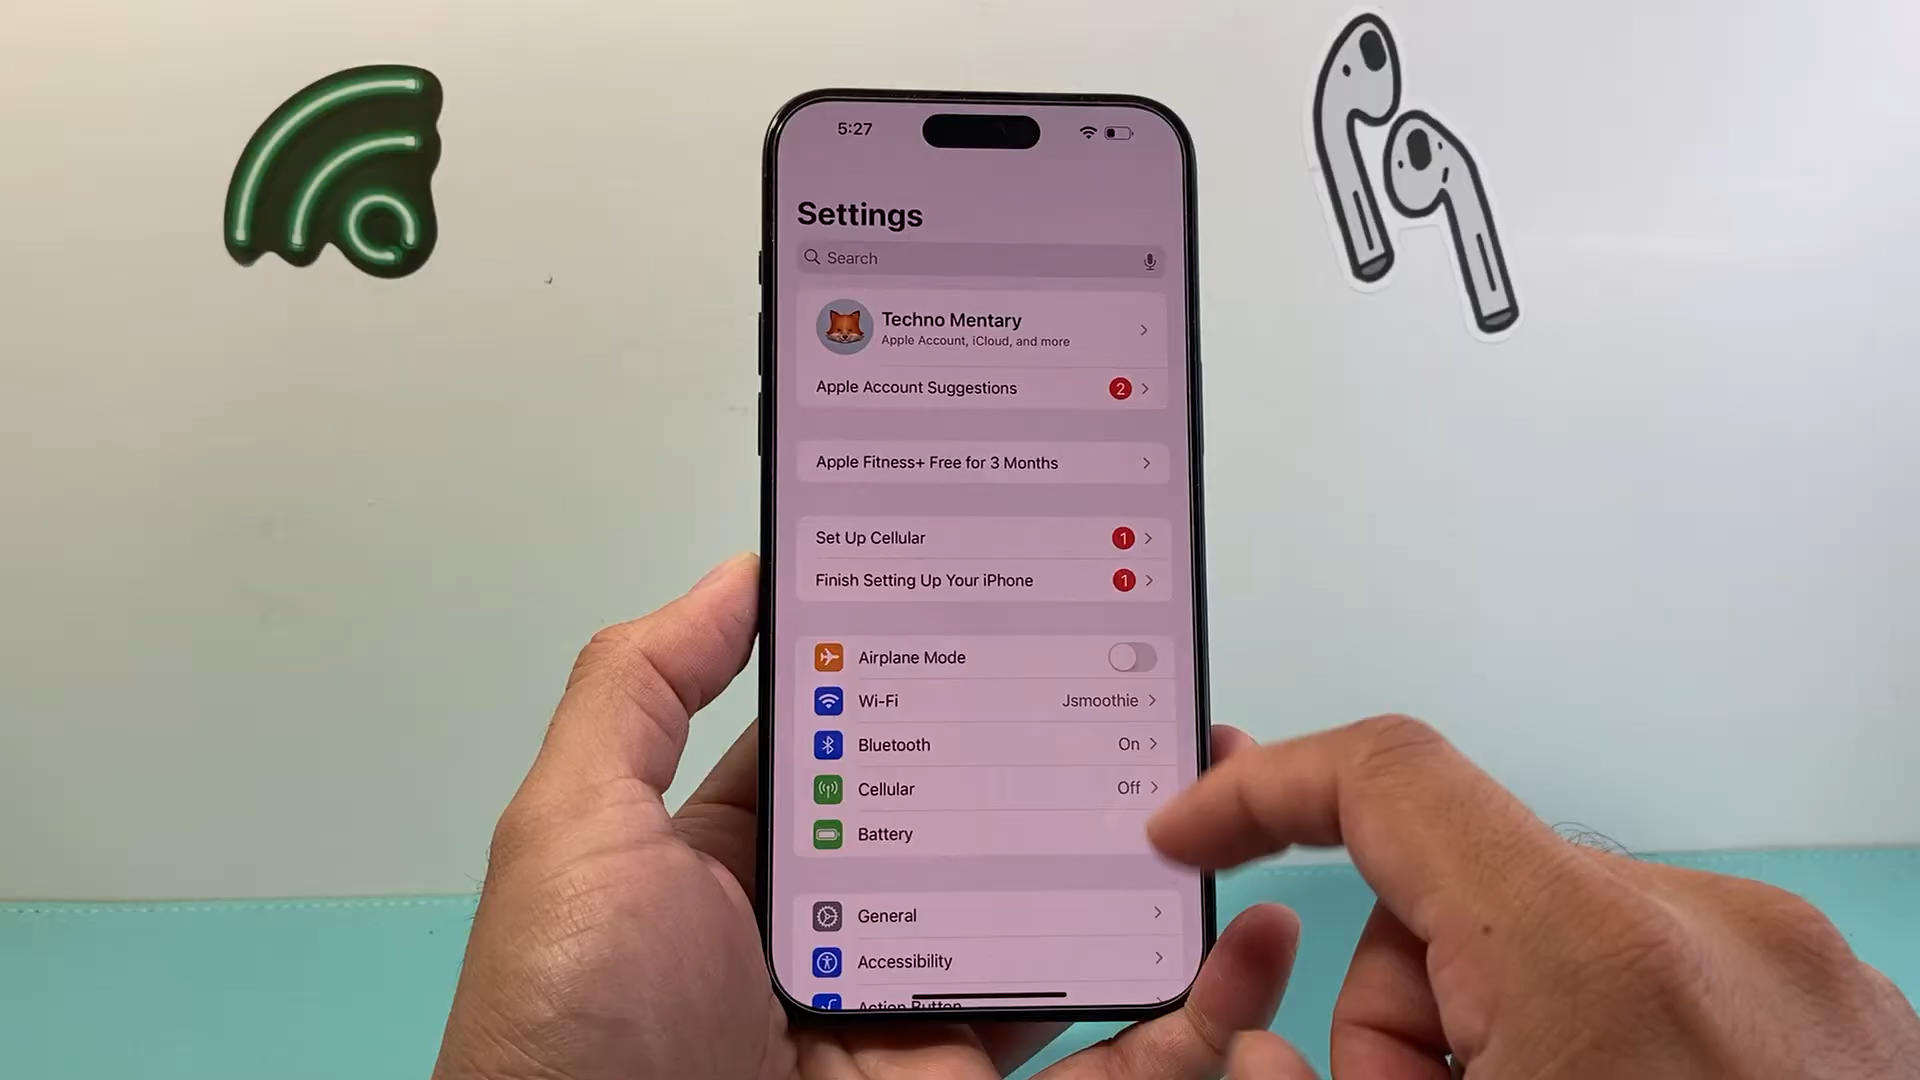 5:27
Settings
Search
Techno Mentary
Apple Account, iCloud, and more
Apple Account Suggestions 2
Apple Fitness+ Free for 3 Months
Set Up Cellular 1
Finish Setting Up Your iPhone 1
Airplane Mode
Wi-Fi Jsmoothie
Bluetooth On
Cellular Off
Battery
General
Accessibility
Action Button